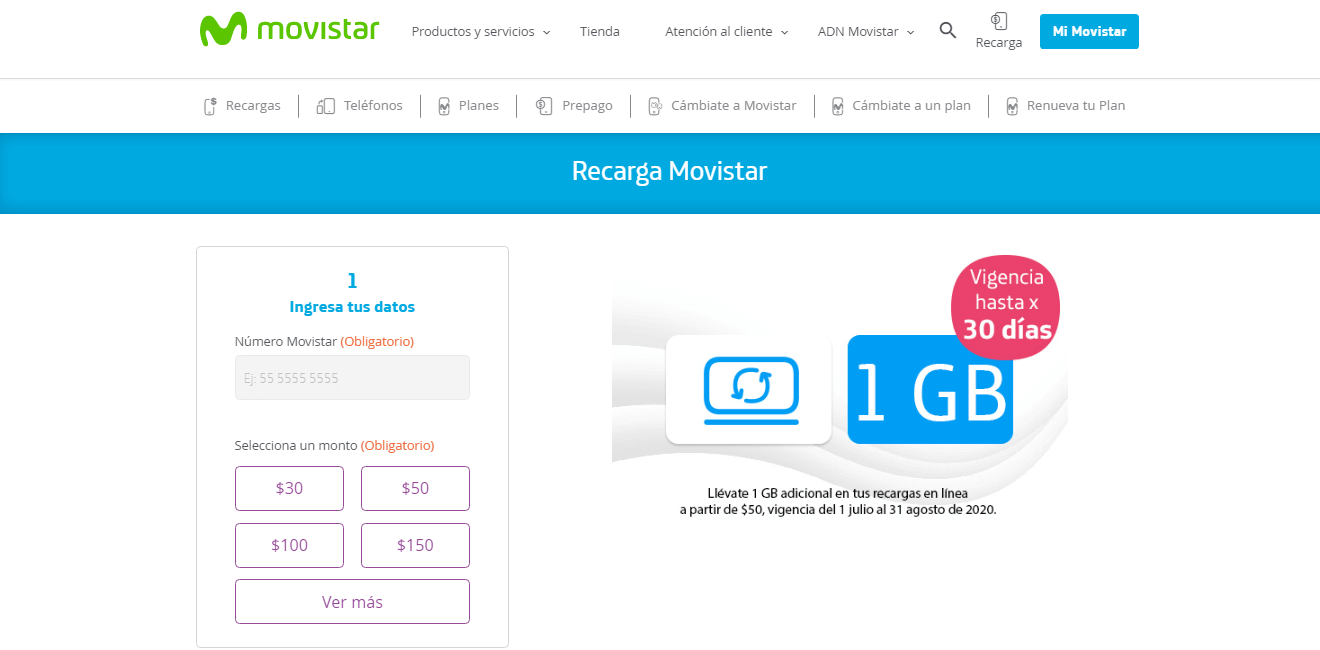 movistar
Productos y servicios
Tienda
Atención al cliente
ADN Movistar
Recarga
Mi Movistar
Recargas
Teléfonos
Planes
Prepago
Cámbiate a Movistar
Cámbiate a un plan
Renueva tu Plan
Recarga Movistar
1
Ingresa tus datos
Número Movistar (Obligatorio)
Ej: 55 5555 5555
Selecciona un monto (Obligatorio)
$30
$50
$100
$150
Ver más
Vigencia
hasta x
30 días
1 GB
Llévate 1 GB adicional en tus recargas en línea
a partir de $50, vigencia del 1 julio al 31 agosto de 2020.